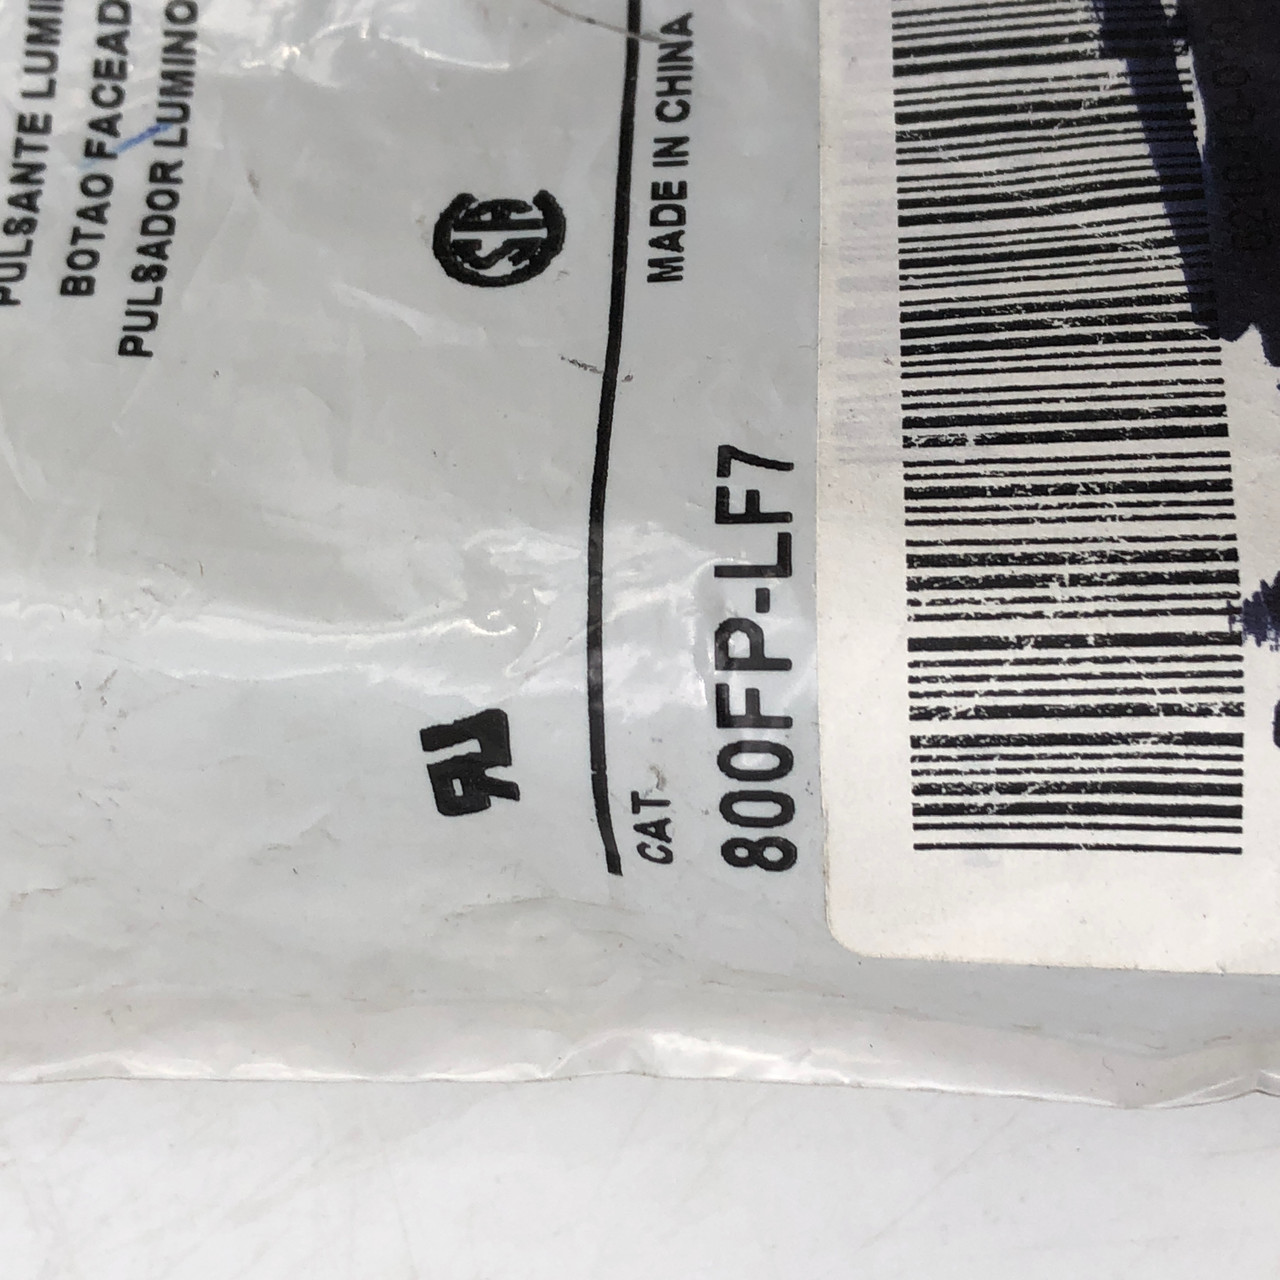 PULSANTE LUMI
BOTAO FACEAD
PULSADOR LUMINO
MADE IN CHINA
CAT
800FP-LF7